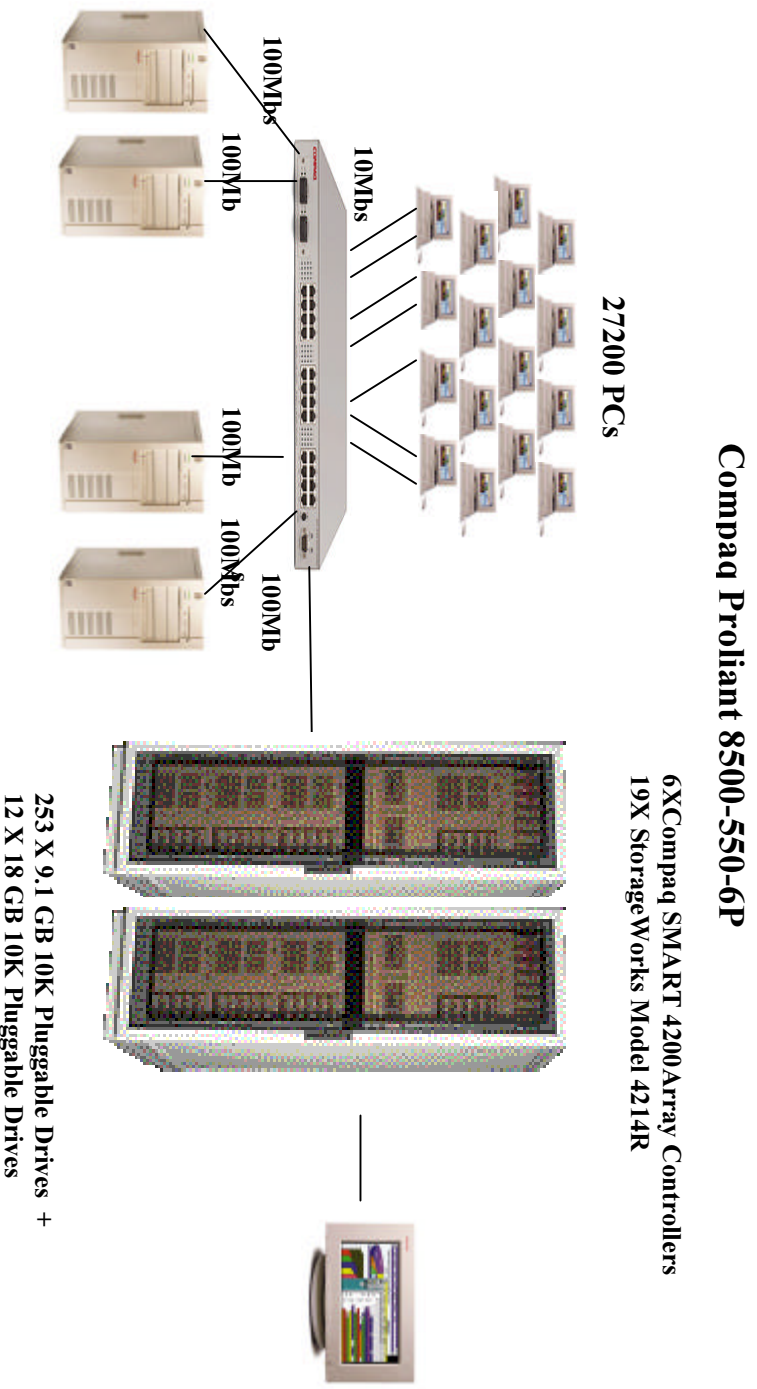 Compaq Proliant 8500-550-6P
6XCompaq SMART 4200Array Controllers
19X StorageWorks Model 4214R
27200 PCs
10Mbs
COMPAQ
100Mbs
100Mb
100Mb
100Mbs
100Mb
253 X 9.1 GB 10K Pluggable Drives +
12 X 18 GB 10K Pluggable Drives